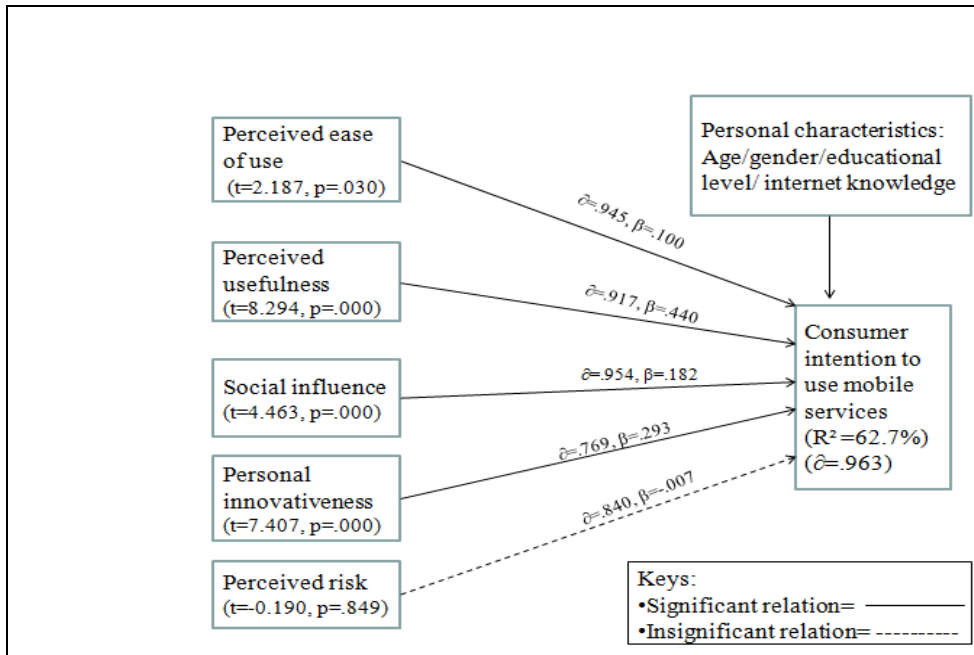 Perceived ease
of use
(t=2.187, p=.030)
Perceived
usefulness
(t=8.294, p=.000)
Social influence
(t=4.463, p=.000)
Personal
innovativeness
(t=7.407, p=.000)
Perceived risk
(t=-0.190, p=.849)
∂=.945, β=.100
∂=.917, β=.440
∂=.954, β=.182
∂=.769, β=.293
∂=.840, β=-.007
Personal characteristics:
Age/gender/educational
level/ internet knowledge
Consumer
intention to
use mobile
services
(R²=62.7%)
(∂=.963)
Keys:
•Significant relation=
•Insignificant relation=